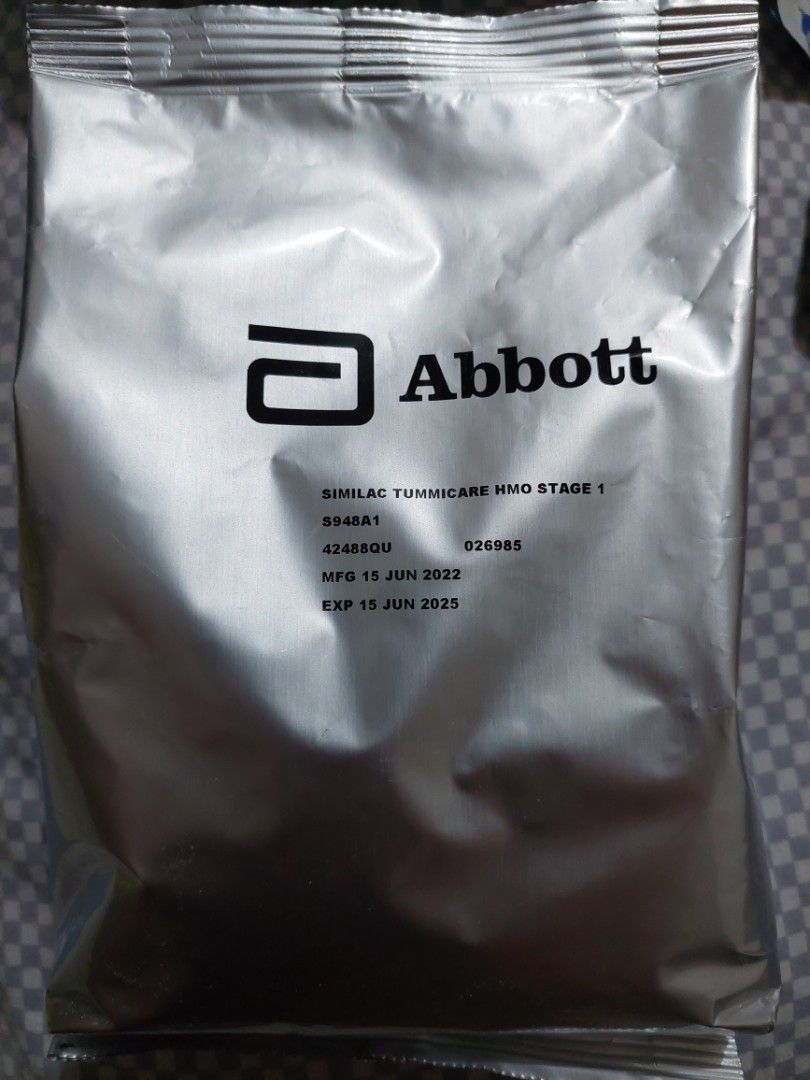 Abbott
SIMILAC TUMMICARE HMO STAGE 1
S948A1
42488QU 026985
MFG 15 JUN 2022
EXP 15 JUN 2025